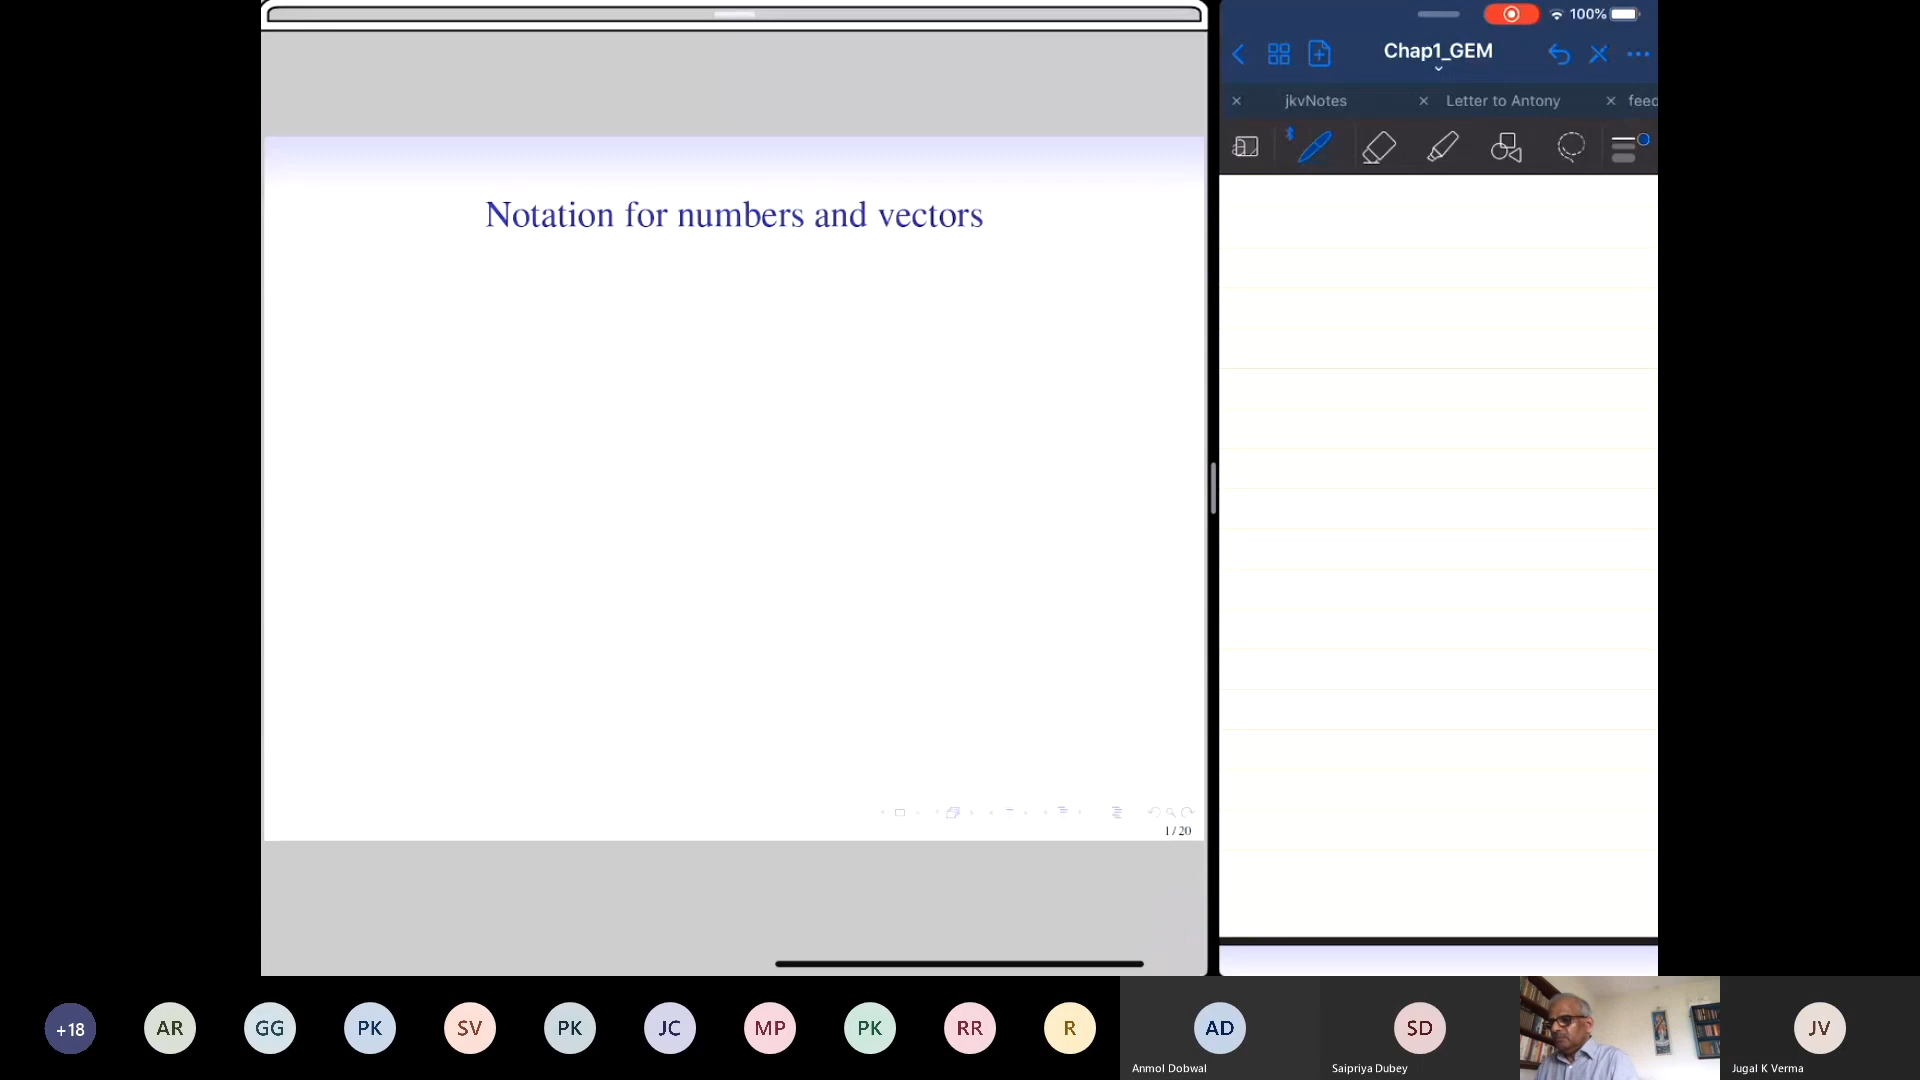 100%
Chap1_GEM
jkvNotes
Letter to Antony
feed
Notation for numbers and vectors
1 / 20
+18
AR
GG
PK
SV
PK
JC
MP
PK
RR
R
AD
Anmol Dobwal
SD
Saipriya Dubey
JV
Jugal K Verma